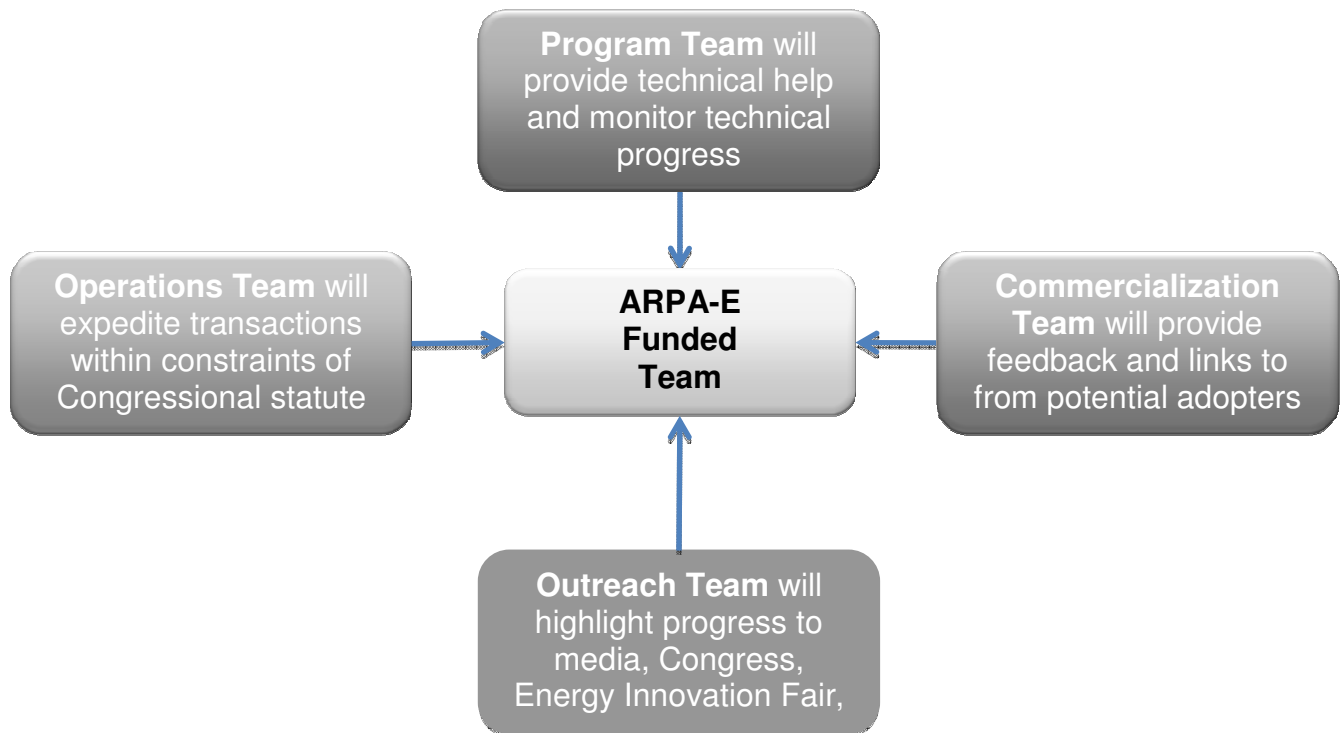 Program Team will
provide technical help
and monitor technical
progress
Operations Team will
expedite transactions
within constraints of
Congressional statute
ARPA-E
Funded
Team
Commercialization
Team will provide
feedback and links to
from potential adopters
Outreach Team will
highlight progress to
media, Congress,
Energy Innovation Fair,